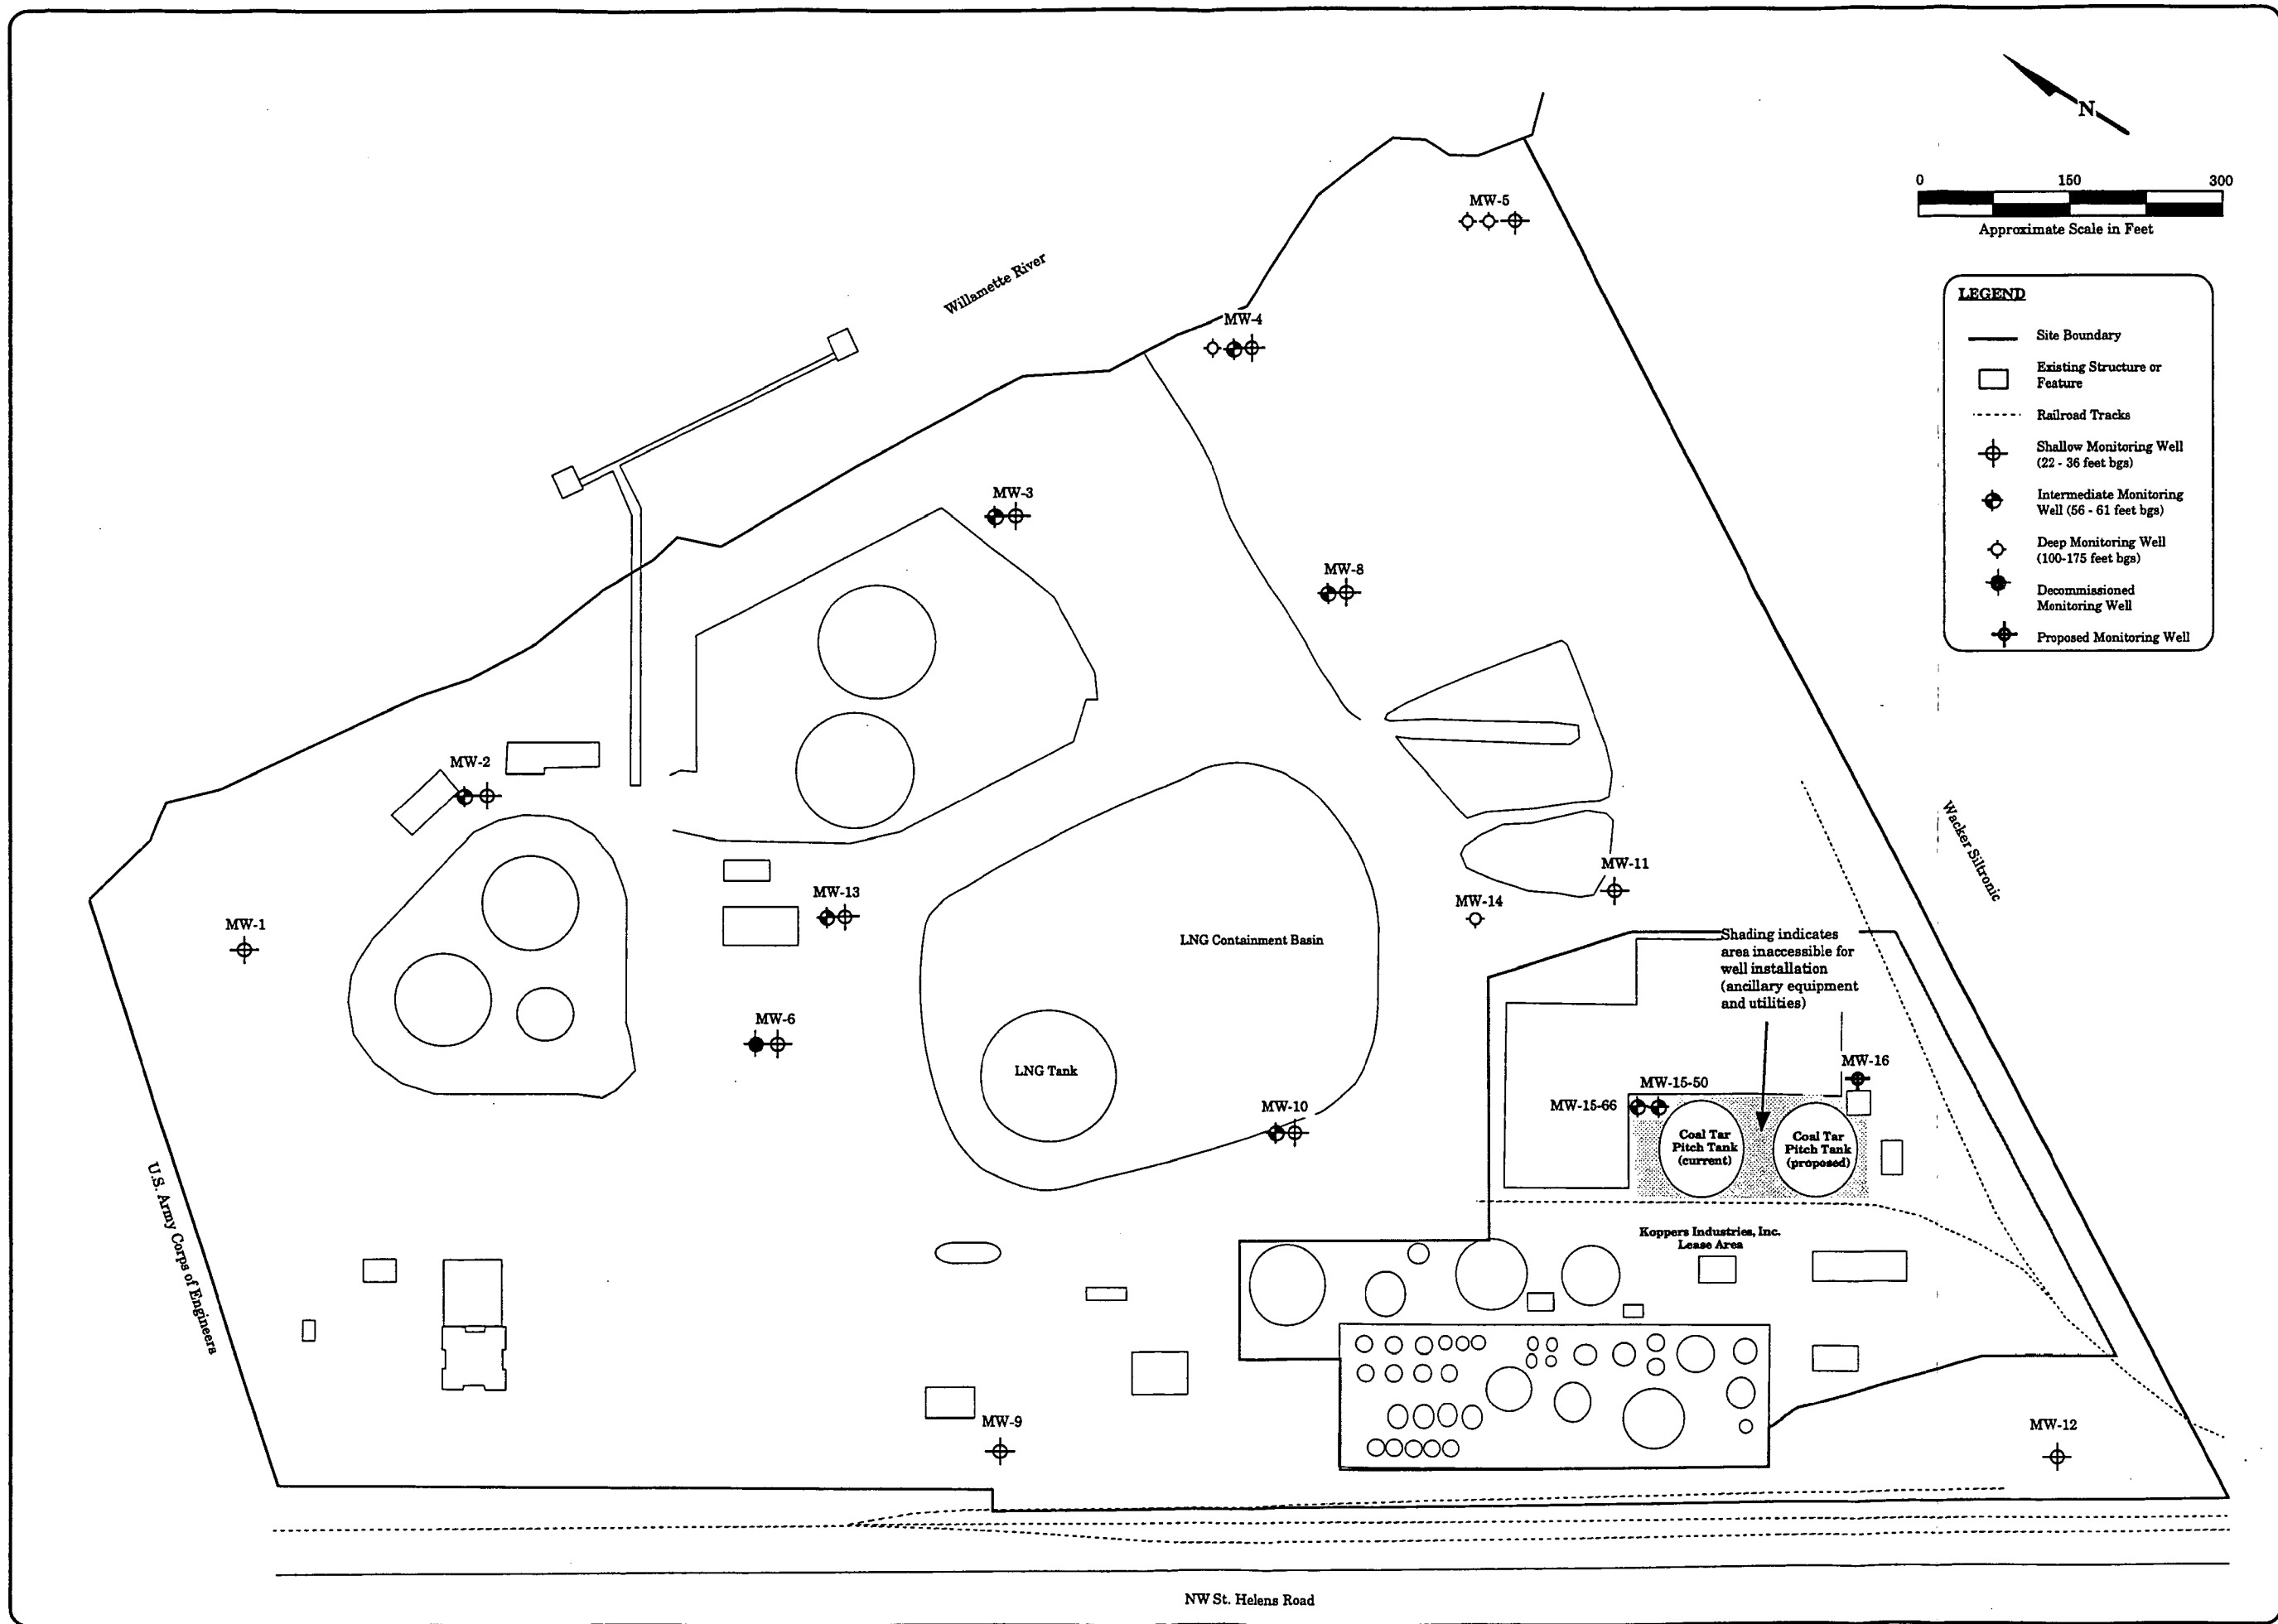 N
0 150 300
Approximate Scale in Feet
LEGEND
Site Boundary
Existing Structure or
Feature
Railroad Tracks
Shallow Monitoring Well
(22 - 36 feet bgs)
Intermediate Monitoring
Well (56 - 61 feet bgs)
Deep Monitoring Well
(100-175 feet bgs)
Decommissioned
Monitoring Well
Proposed Monitoring Well
MW-5
Willamette River
MW-4
MW-3
MW-8
MW-2
Wacker Siltronic
MW-11
MW-13
MW-14
MW-1
LNG Containment Basin
Shading indicates
area inaccessible for
well installation
(ancillary equipment
and utilities)
MW-6
LNG Tank
MW-16
MW-15-50
MW-15-66
MW-10
Coal Tar
Pitch Tank
(current)
Coal Tar
Pitch Tank
(proposed)
U.S. Army Corps of Engineers
Koppers Industries, Inc.
Lease Area
MW-9
MW-12
NW St. Helens Road